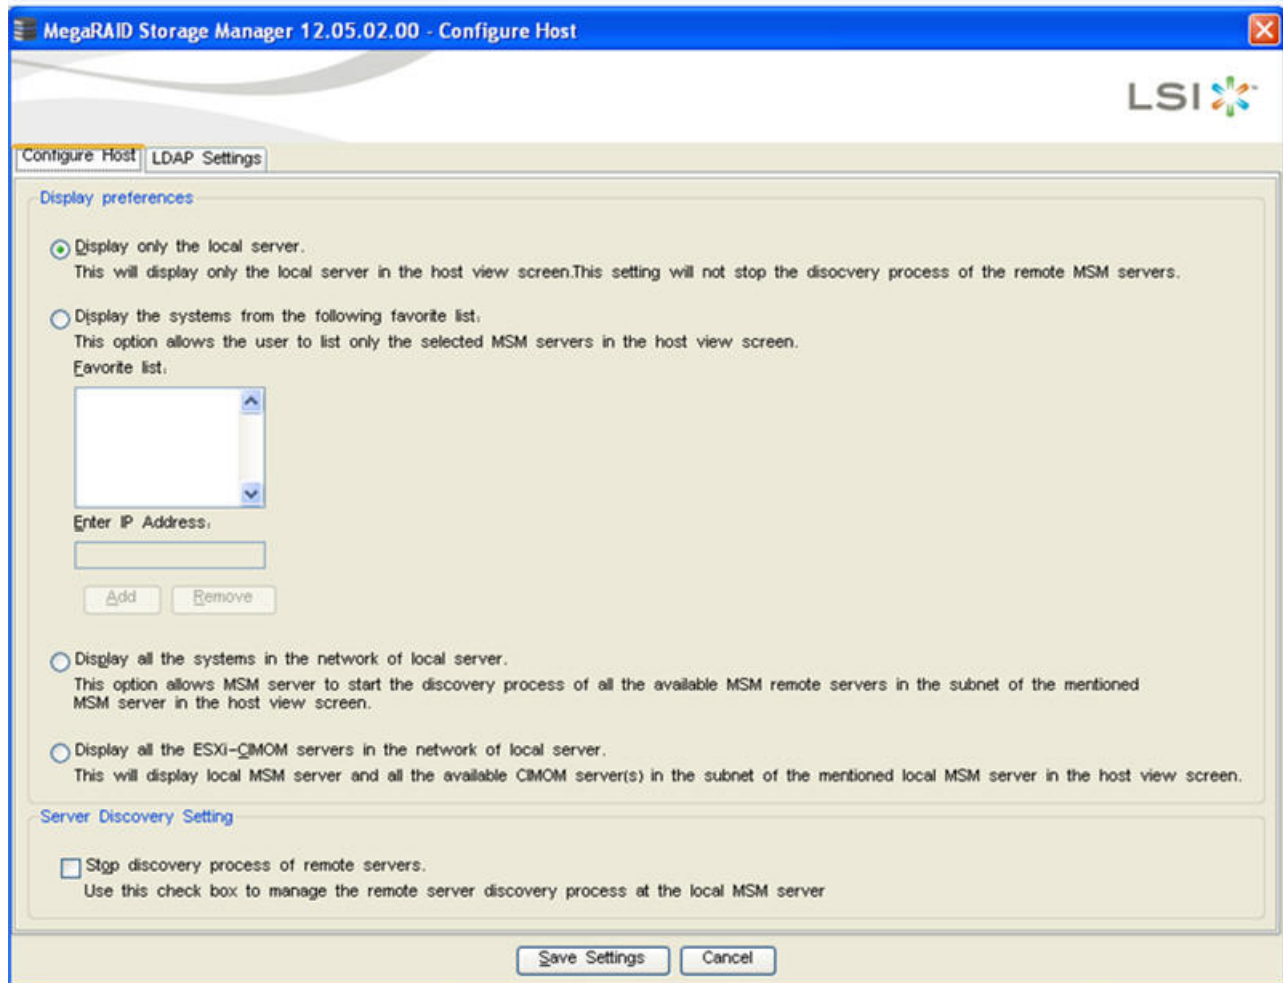 MegaRAID Storage Manager 12.05.02.00 - Configure Host
LSI
Configure Host LDAP Settings
Display preferences
Display only the local server.
This will display only the local server in the host view screen.This setting will not stop the disocvery process of the remote MSM servers.
Display the systems from the following favorite list:
This option allows the user to list only the selected MSM servers in the host view screen.
Favorite list:
Enter IP Address:
Add Remove
Display all the systems in the network of local server.
This option allows MSM server to start the discovery process of all the available MSM remote servers in the subnet of the mentioned
MSM server in the host view screen.
Display all the ESXi-CIMOM servers in the network of local server.
This will display local MSM server and all the available CIMOM server(s) in the subnet of the mentioned local MSM server in the host view screen.
Server Discovery Setting
Stop discovery process of remote servers.
Use this check box to manage the remote server discovery process at the local MSM server
Save Settings Cancel